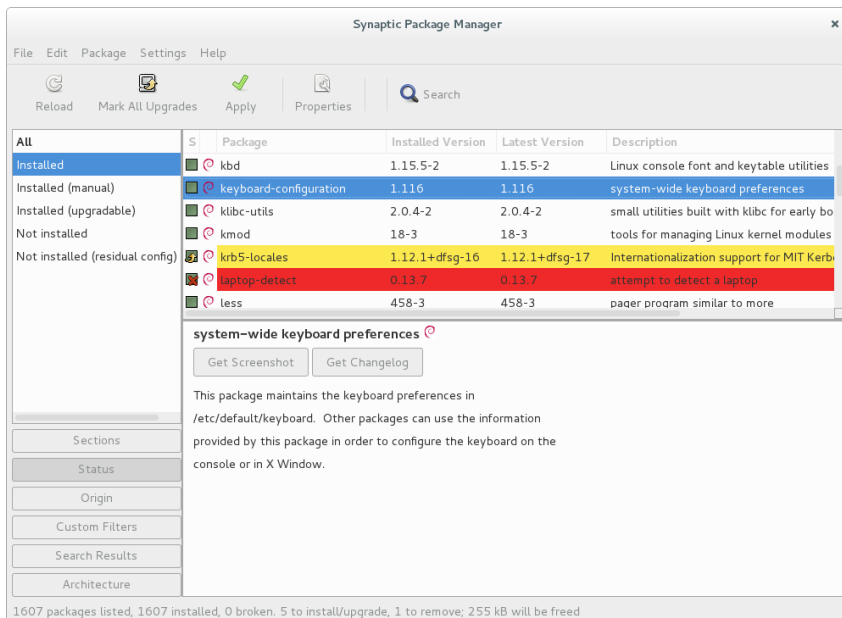 Synaptic Package Manager
File Edit Package Settings Help
Reload Mark All Upgrades Apply Properties Search
All
Installed
Installed (manual)
Installed (upgradable)
Not installed
Not installed (residual config)
S Package Installed Version Latest Version Description
kbd 1.15.5-2 1.15.5-2 Linux console font and keytable utilities
keyboard-configuration 1.116 1.116 system-wide keyboard preferences
klibc-utils 2.0.4-2 2.0.4-2 small utilities built with klibc for early bo
kmod 18-3 18-3 tools for managing Linux kernel modules
krb5-locales 1.12.1+dfsg-16 1.12.1+dfsg-17 Internationalization support for MIT Kerb
laptop-detect 0.13.7 0.13.7 attempt to detect a laptop
less 458-3 458-3 pager program similar to more
system-wide keyboard preferences
Get Screenshot Get Changelog
This package maintains the keyboard preferences in
/etc/default/keyboard. Other packages can use the information
provided by this package in order to configure the keyboard on the
console or in X Window.
Sections
Status
Origin
Custom Filters
Search Results
Architecture
1607 packages listed, 1607 installed, 0 broken. 5 to install/upgrade, 1 to remove; 255 kB will be freed